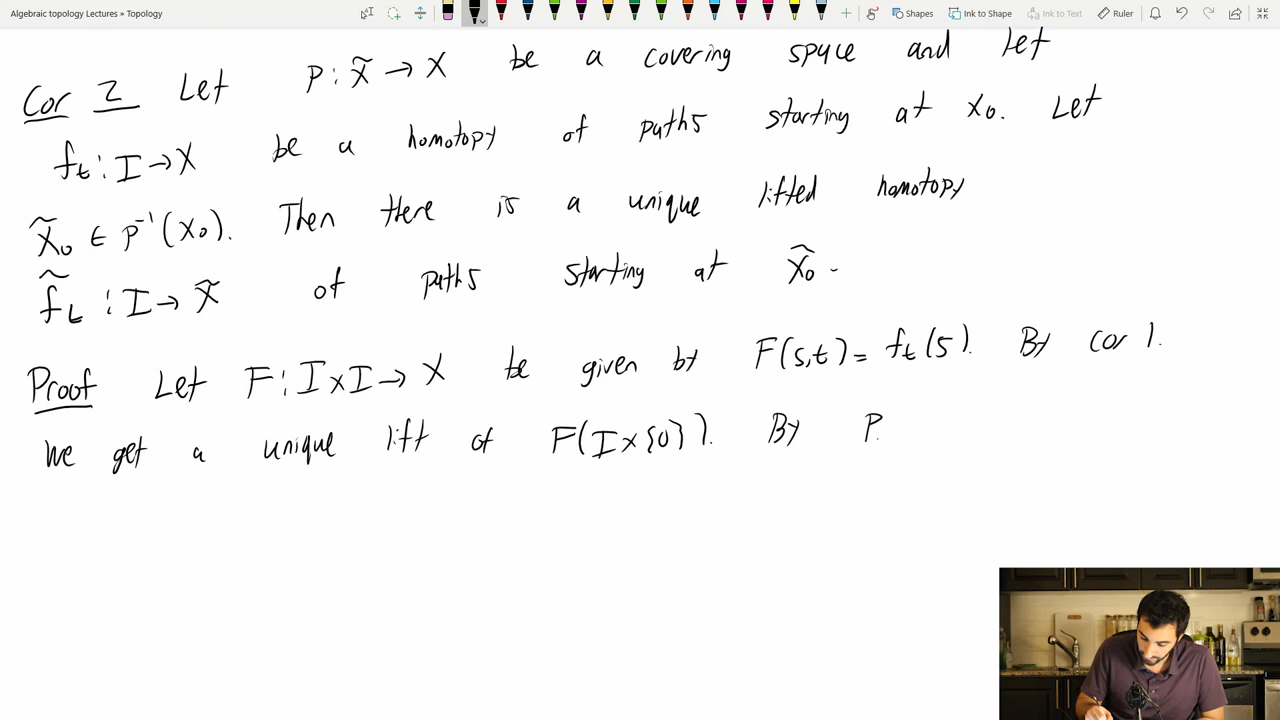 Algebraic topology Lectures » Topology
Shapes Ink to Shape Ink to Text Ruler
Cor 2 Let p : X̃ → X be a covering space and let
f_t : I → X be a homotopy of paths starting at x₀. Let
x̃₀ ∈ p⁻¹(x₀). Then there is a unique lifted homotopy
f̃_t : I → X̃ of paths starting at x̃₀.
Proof Let F : I × I → X be given by F(s,t) = f_t(s). By Cor 1.
We get a unique lift of F(I × {0}). By P.